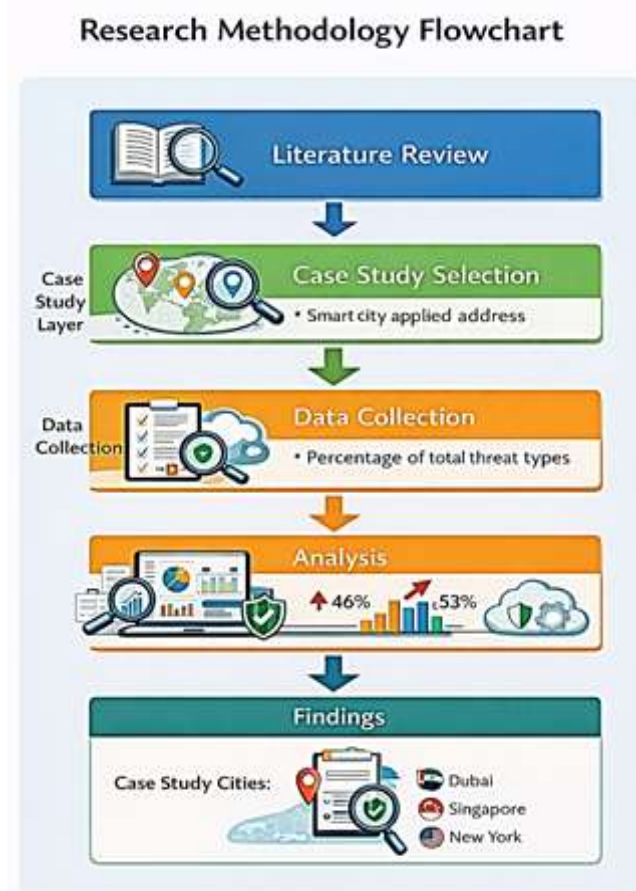 Research Methodology Flowchart
Literature Review
Case
Study
Layer
Case Study Selection
• Smart city applied address
Data
Collection
Data Collection
• Percentage of total threat types
Analysis
46%
53%
Findings
Case Study Cities:
Dubai
Singapore
New York